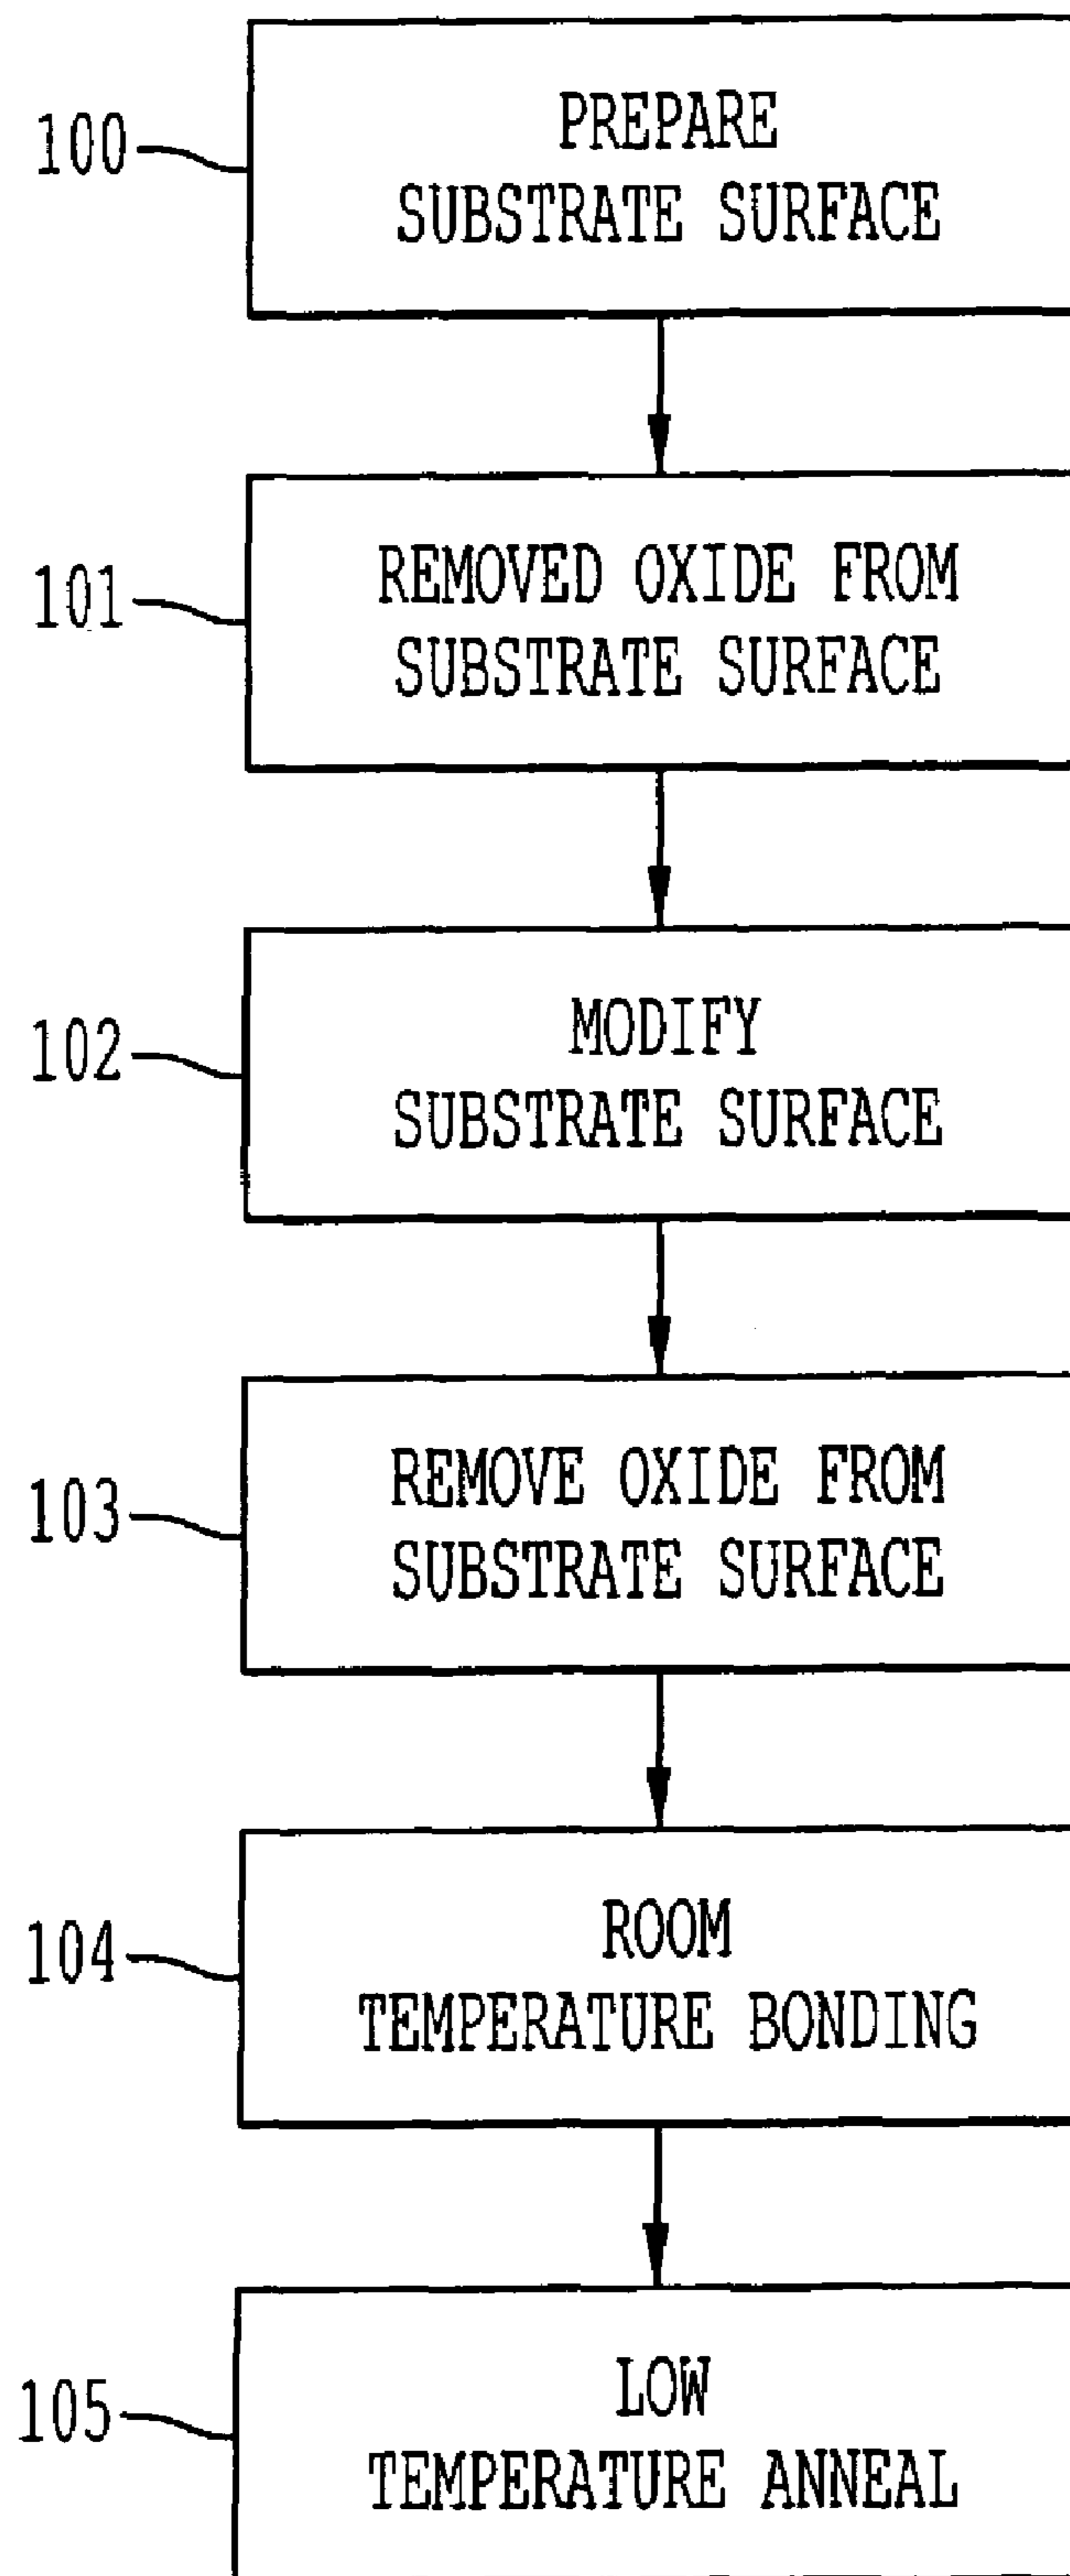 100
PREPARE
SUBSTRATE SURFACE
101
REMOVED OXIDE FROM
SUBSTRATE SURFACE
102
MODIFY
SUBSTRATE SURFACE
103
REMOVE OXIDE FROM
SUBSTRATE SURFACE
104
ROOM
TEMPERATURE BONDING
105
LOW
TEMPERATURE ANNEAL